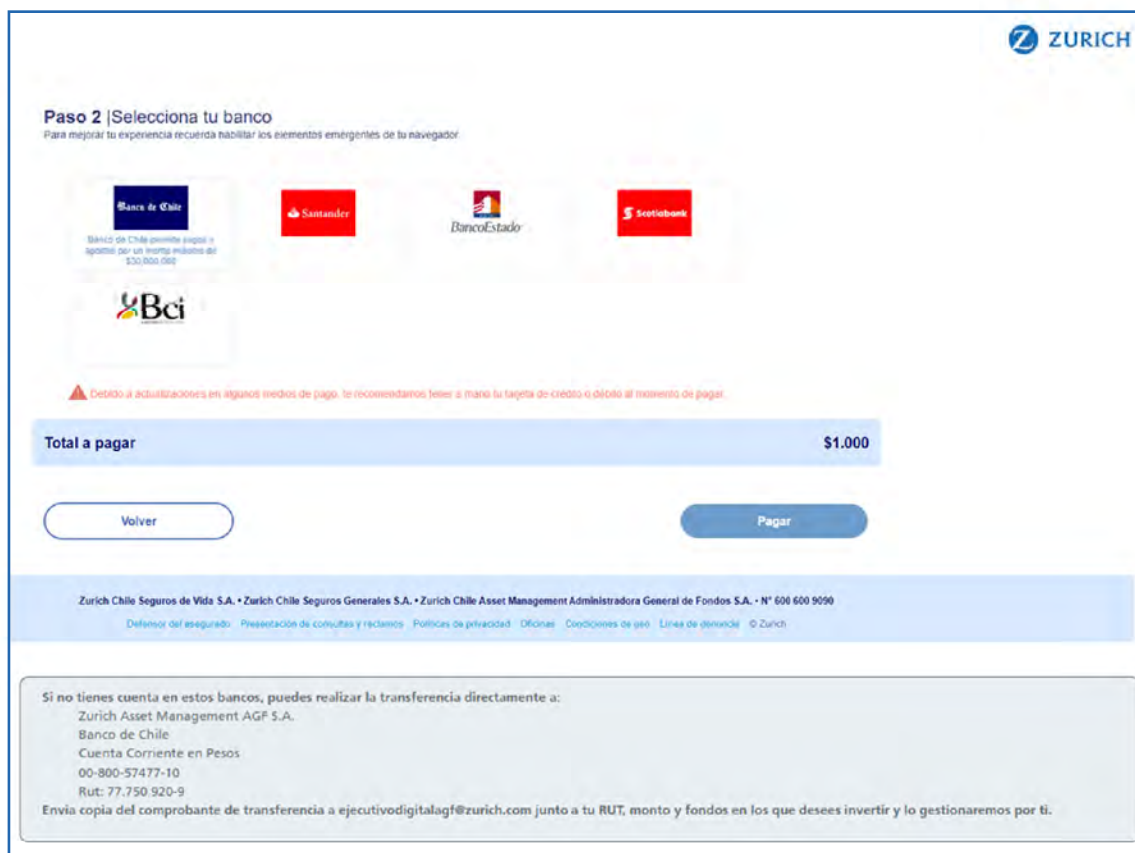 ZURICH
Paso 2 |Selecciona tu banco
Para mejorar tu experiencia recuerda habilitar los elementos emergentes de tu navegador
Banco de Chile
Santander
BancoEstado
Scotiabank
Banco de Chile permite pagos o
aportes por un monto máximo de
$30.000.000
Bci
Debido a actualizaciones en algunos medios de pago, te recomendamos tener a mano tu tarjeta de crédito o débito al momento de pagar.
Total a pagar $1.000
Volver Pagar
Zurich Chile Seguros de Vida S.A. • Zurich Chile Seguros Generales S.A. • Zurich Chile Asset Management Administradora General de Fondos S.A. • N° 600 600 9090
Defensor del asegurado Presentación de consultas y reclamos Políticas de privacidad Oficinas Condiciones de uso Línea de denuncia © Zurich
Si no tienes cuenta en estos bancos, puedes realizar la transferencia directamente a:
Zurich Asset Management AGF S.A.
Banco de Chile
Cuenta Corriente en Pesos
00-800-57477-10
Rut: 77.750.920-9
Envia copia del comprobante de transferencia a ejecutivodigitalagf@zurich.com junto a tu RUT, monto y fondos en los que desees invertir y lo gestionaremos por ti.